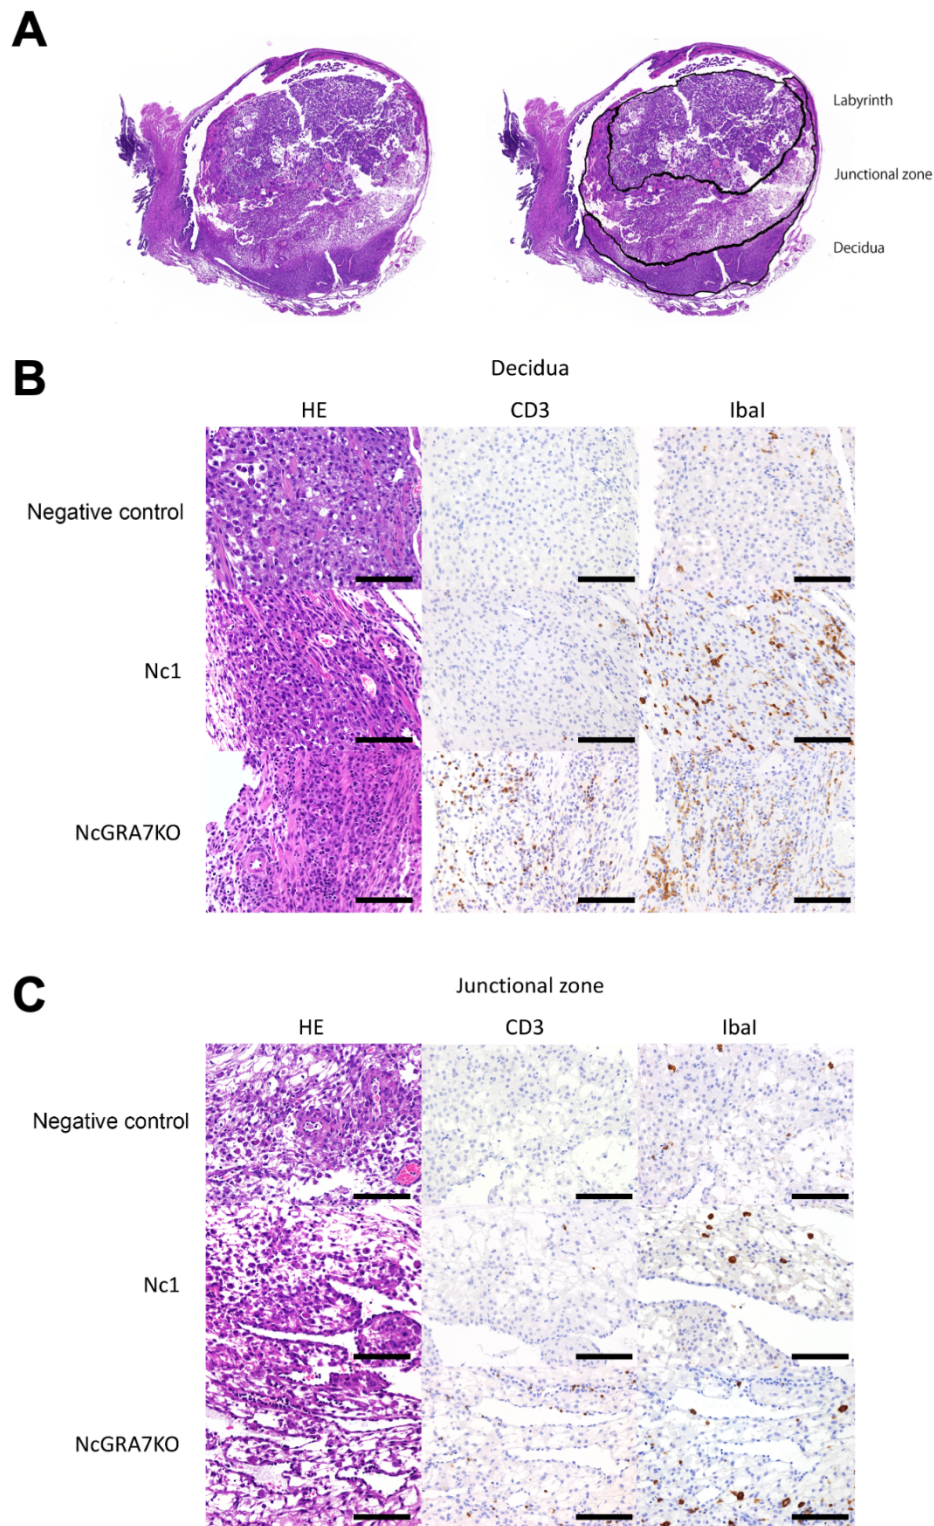 A
Labyrinth
Junctional zone
Decidua
B
Decidua
HE CD3 IbaI
Negative control
Nc1
NcGRA7KO
C
Junctional zone
HE CD3 IbaI
Negative control
Nc1
NcGRA7KO